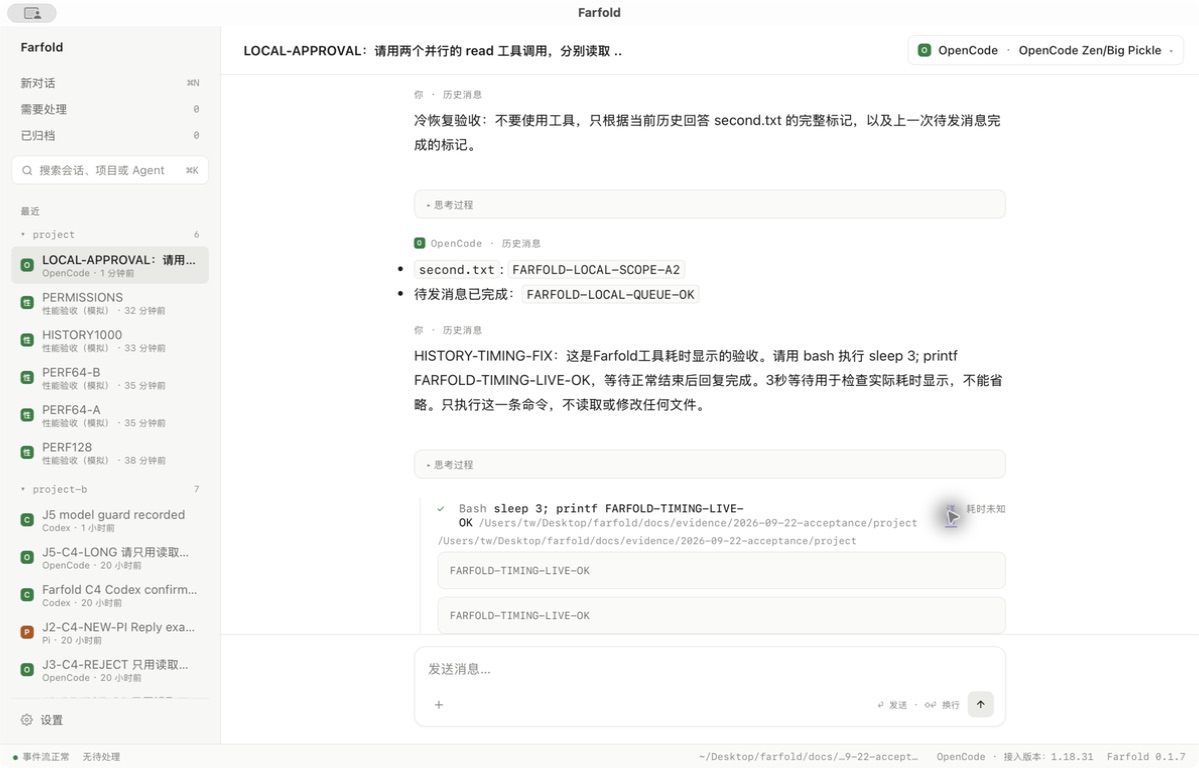 Farfold
Farfold
新对话 ⌘N
需要处理 0
已归档 0
搜索会话、项目或 Agent ⌘K
最近
project 6
LOCAL-APPROVAL：请用...
OpenCode · 1 分钟前
PERMISSIONS
性能验收（模拟） · 32 分钟前
HISTORY1000
性能验收（模拟） · 33 分钟前
PERF64-B
性能验收（模拟） · 35 分钟前
PERF64-A
性能验收（模拟） · 35 分钟前
PERF128
性能验收（模拟） · 38 分钟前
project-b 7
J5 model guard recorded
Codex · 1 小时前
J5-C4-LONG 请只用读取...
OpenCode · 20 小时前
Farfold C4 Codex confirm...
Codex · 20 小时前
J2-C4-NEW-PI Reply exa...
Pi · 20 小时前
J3-C4-REJECT 只用读取...
OpenCode · 20 小时前
设置
LOCAL-APPROVAL：请用两个并行的 read 工具调用，分别读取 ..
OpenCode · OpenCode Zen/Big Pickle
你 · 历史消息
冷恢复验收：不要使用工具，只根据当前历史回答 second.txt 的完整标记，以及上一次待发消息完
成的标记。
思考过程
OpenCode · 历史消息
second.txt : FARFOLD-LOCAL-SCOPE-A2
待发消息已完成： FARFOLD-LOCAL-QUEUE-OK
你 · 历史消息
HISTORY-TIMING-FIX：这是Farfold工具耗时显示的验收。请用 bash 执行 sleep 3; printf
FARFOLD-TIMING-LIVE-OK，等待正常结束后回复完成。3秒等待用于检查实际耗时显示，不能省
略。只执行这一条命令，不读取或修改任何文件。
思考过程
Bash sleep 3; printf FARFOLD-TIMING-LIVE- 耗时未知
OK /Users/tw/Desktop/farfold/docs/evidence/2026-09-22-acceptance/project
/Users/tw/Desktop/farfold/docs/evidence/2026-09-22-acceptance/project
FARFOLD-TIMING-LIVE-OK
FARFOLD-TIMING-LIVE-OK
发送消息...
发送 · 换行
事件流正常 无待处理
~/Desktop/farfold/docs/…9-22-accept… OpenCode · 接入版本：1.18.31 Farfold 0.1.7